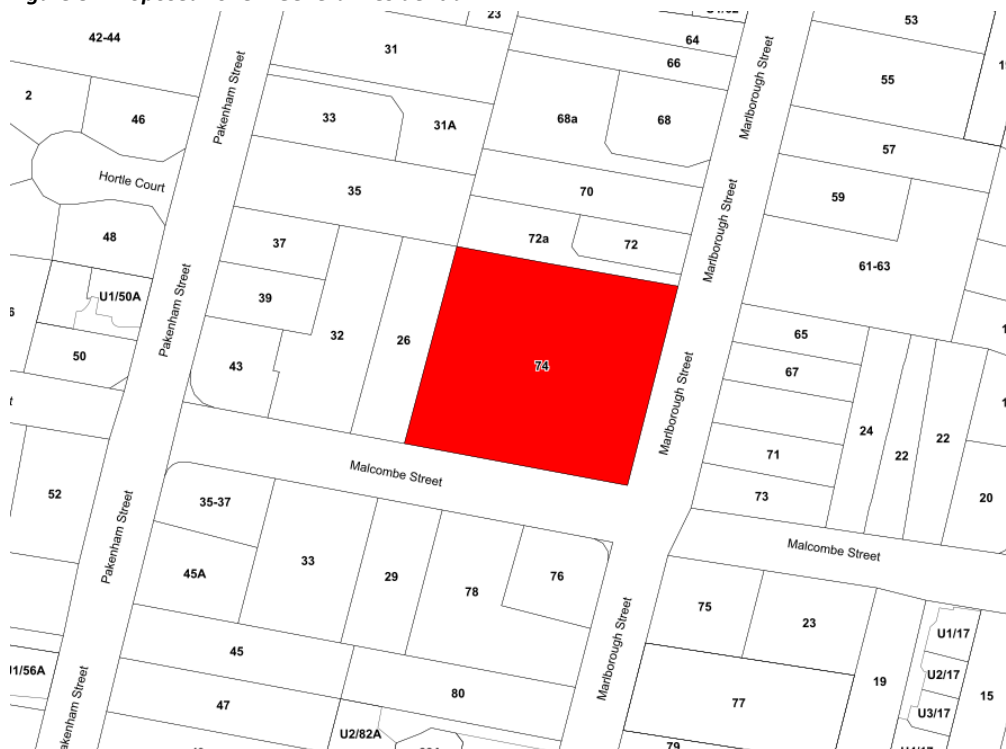 23
42-44
31
64
53
66
55
2
46
33
31A
68a
68
57
Pakenham Street
Marlborough Street
Hortle Court
35
70
59
48
37
72a
72
61-63
Marlborough Street
U1/50A
39
32
26
65
Pakenham Street
50
43
74
67
Marlborough Street
24
22
22
71
73
20
Malcombe Street
52
35-37
Malcombe Street
45A
33
29
78
76
75
23
Pakenham Street
U1/17
U2/17
U3/17
45
19
15
47
80
77
Marlborough Street
U2/82A
79